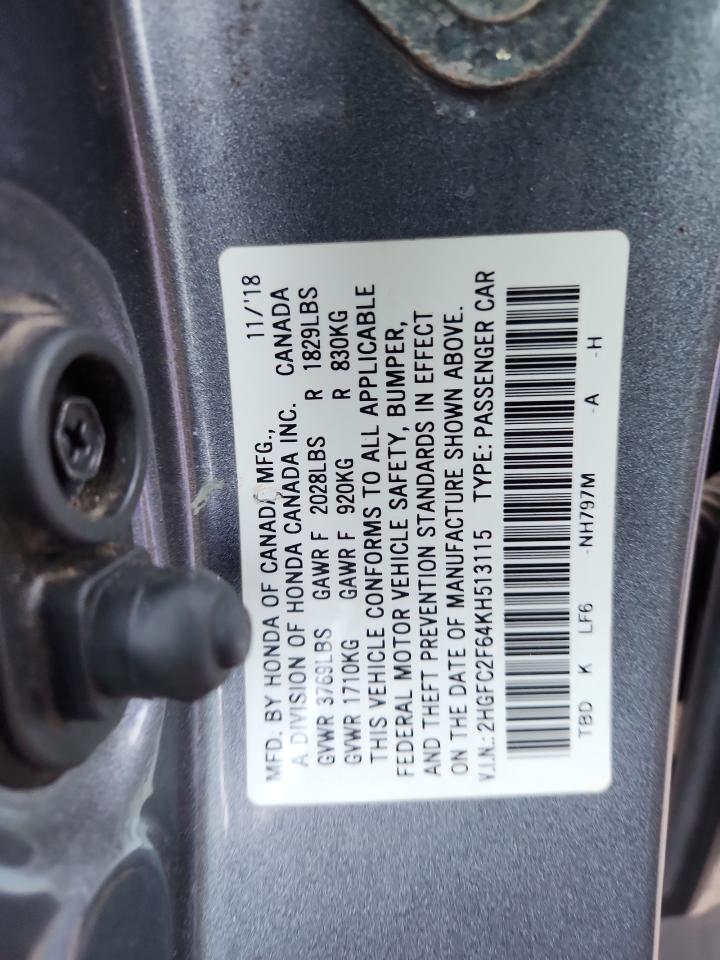 MFD. BY HONDA OF CANADA MFG., 11/'18
A DIVISION OF HONDA CANADA INC. CANADA
GVWR 3769LBS GAWR F 2028LBS R 1829LBS
GVWR 1710KG GAWR F 920KG R 830KG
THIS VEHICLE CONFORMS TO ALL APPLICABLE
FEDERAL MOTOR VEHICLE SAFETY, BUMPER,
AND THEFT PREVENTION STANDARDS IN EFFECT
ON THE DATE OF MANUFACTURE SHOWN ABOVE.
V.I.N.: 2HGFC2F64KH513115 TYPE: PASSENGER CAR
TBD K LF6 -NH797M -A -H